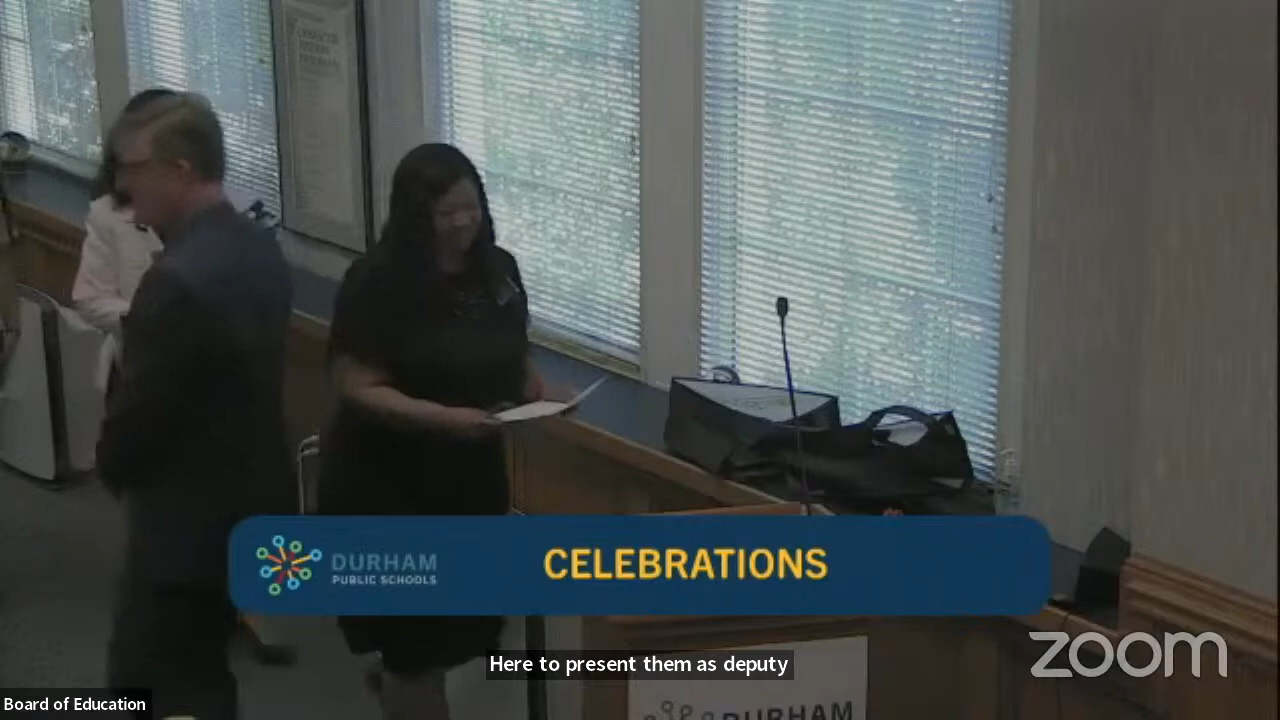 DURHAM
PUBLIC SCHOOLS
CELEBRATIONS
Here to present them as deputy
zoom
Board of Education
DURHAM